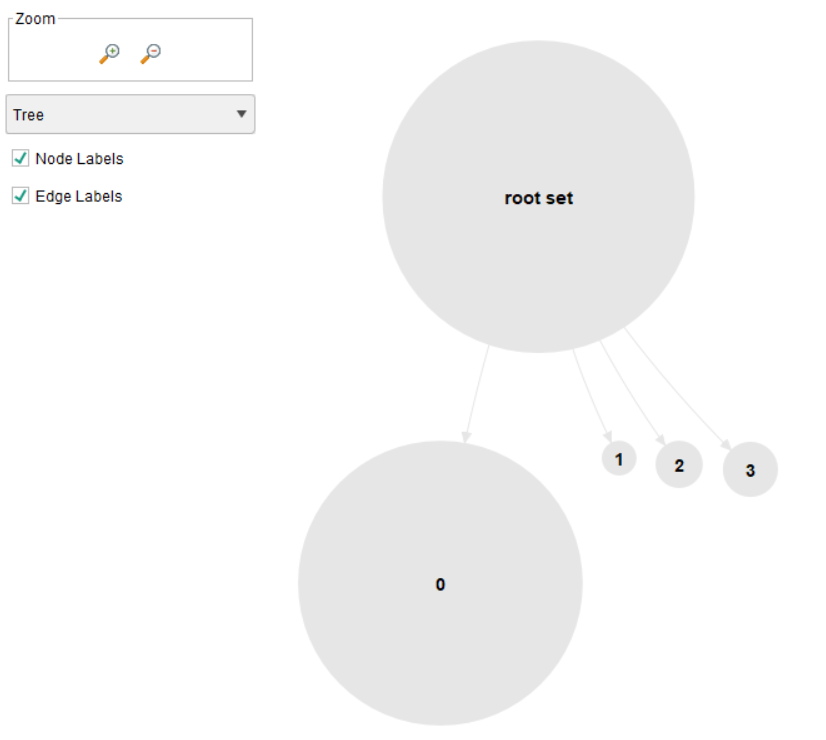 Zoom
Tree
Node Labels
Edge Labels
root set
0
1
2
3